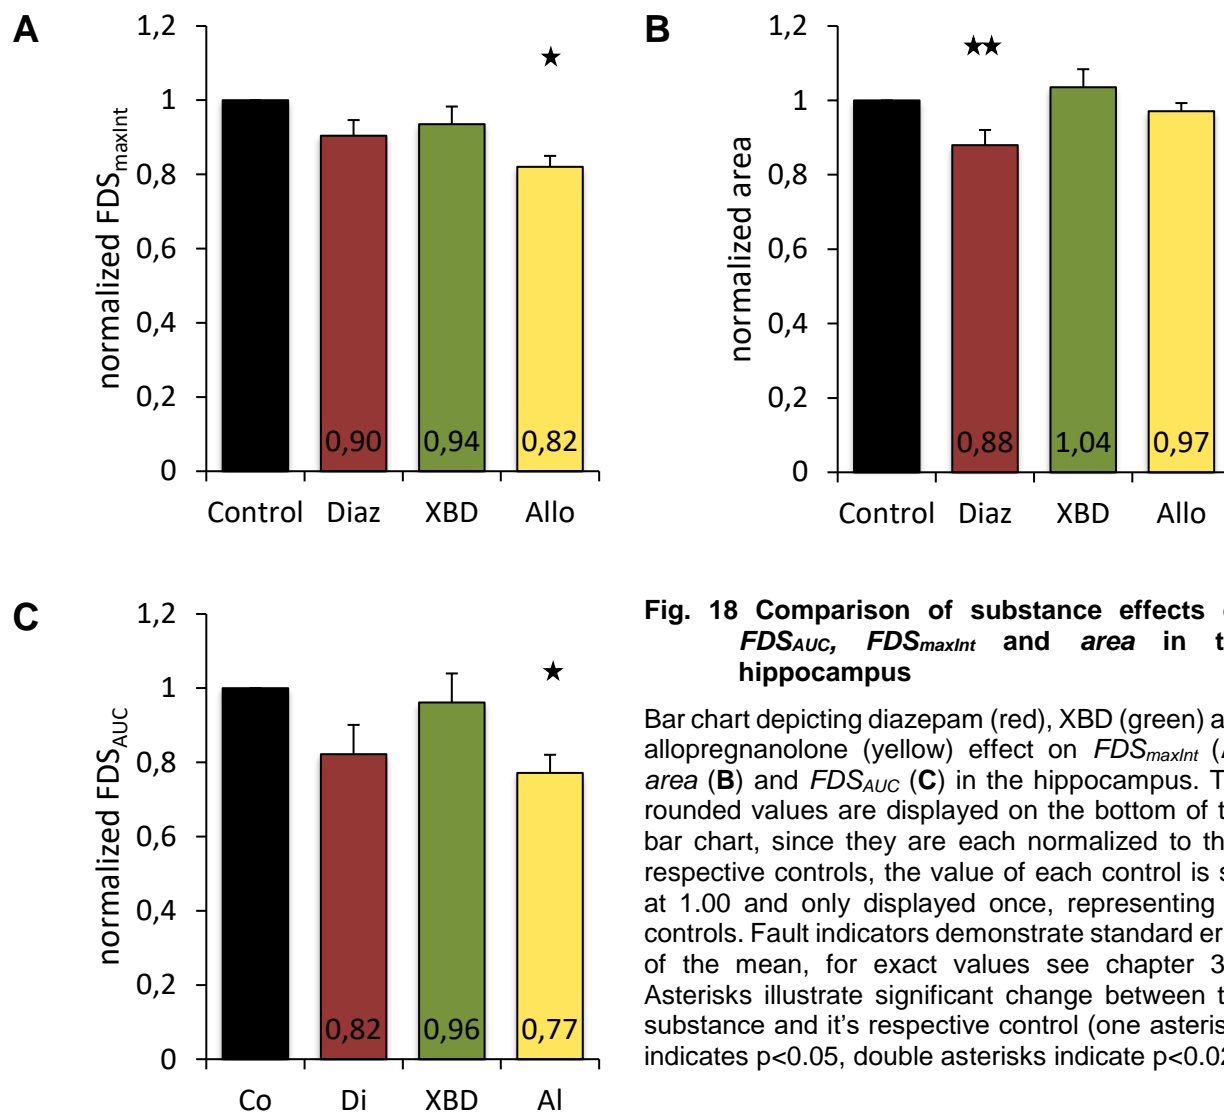 A
1,2
1
0,8
0,6
0,4
0,2
0
normalized FDSmaxInt
★
0,90 0,94 0,82
Control Diaz XBD Allo
B
1,2
1
0,8
0,6
0,4
0,2
0
normalized area
★★
0,88 1,04 0,97
Control Diaz XBD Allo
C
1,2
1
0,8
0,6
0,4
0,2
0
normalized FDSAUC
★
0,82 0,96 0,77
Co Di XBD Al
Fig. 18 Comparison of substance effects
FDSAUC, FDSmaxInt and area in
hippocampus
Bar chart depicting diazepam (red), XBD (green)
allopregnanolone (yellow) effect on FDSmaxInt
area (B) and FDSAUC (C) in the hippocampus.
rounded values are displayed on the bottom of
bar chart, since they are each normalized to
respective controls, the value of each control is
at 1.00 and only displayed once, representing
controls. Fault indicators demonstrate standard
of the mean, for exact values see chapter
Asterisks illustrate significant change between
substance and it's respective control (one
indicates p<0.05, double asterisks indicate p<0.02